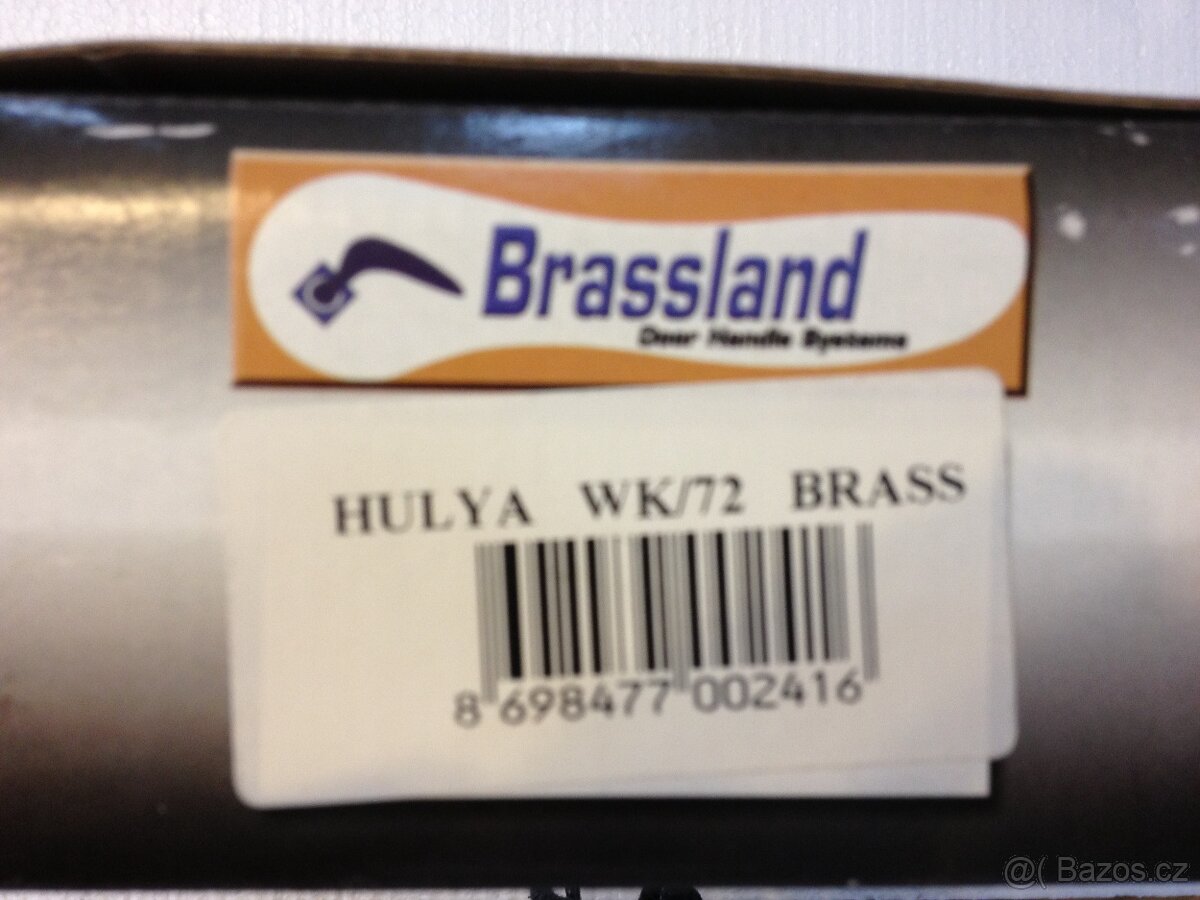 Brassland
Door Handle Systems
HULYA WK/72 BRASS
8 698477 002416
@( Bazos.cz